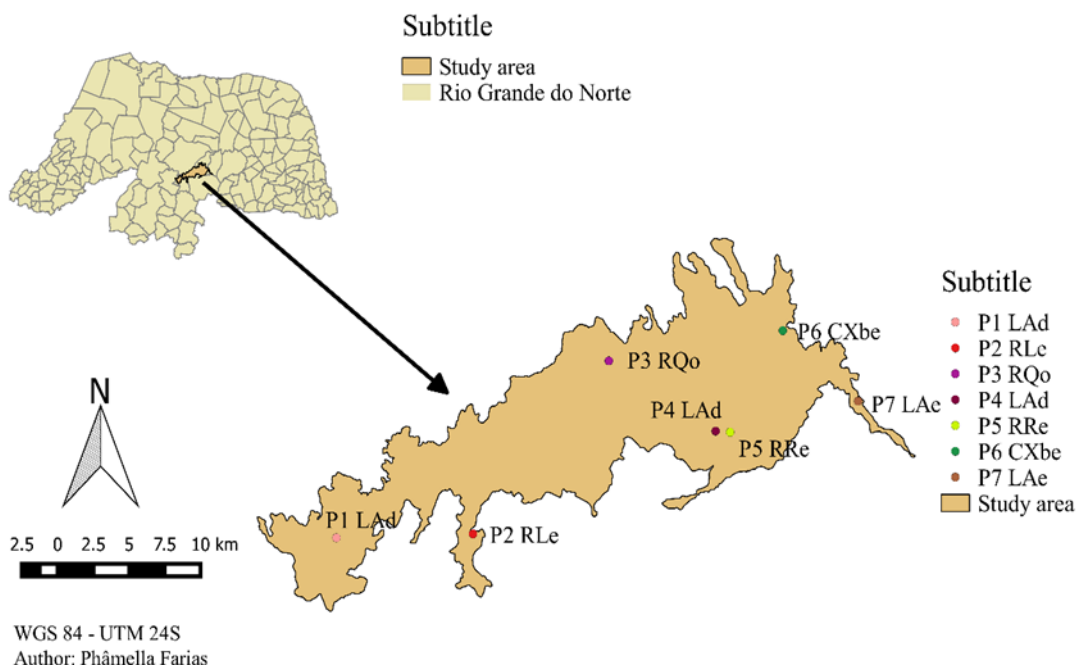 Subtitle
Study area
Rio Grande do Norte
P6 CXbe
P3 RQo
P7 LAe
P4 LAd
P5 RRe
P1 LAd
P2 RLe
Subtitle
P1 LAd
P2 RLe
P3 RQo
P4 LAd
P5 RRe
P6 CXbe
P7 LAe
Study area
N
2.5 0 2.5 5 7.5 10 km
WGS 84 - UTM 24S
Author: Phâmella Farias